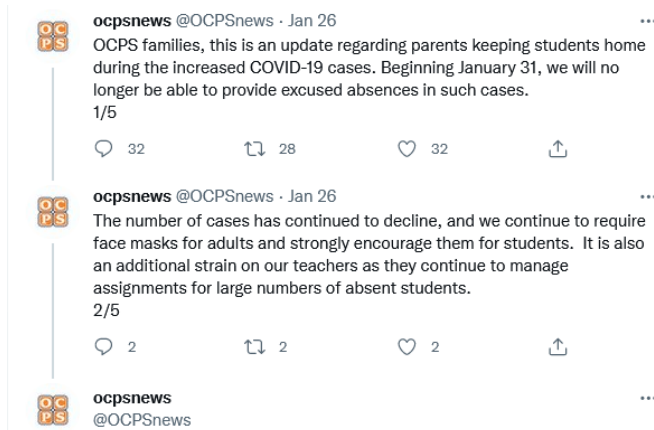 OC
PS
ocpsnews @OCPSnews · Jan 26
OCPS families, this is an update regarding parents keeping students home
during the increased COVID-19 cases. Beginning January 31, we will no
longer be able to provide excused absences in such cases.
1/5
32 28 32
OC
PS
ocpsnews @OCPSnews · Jan 26
The number of cases has continued to decline, and we continue to require
face masks for adults and strongly encourage them for students.  It is also
an additional strain on our teachers as they continue to manage
assignments for large numbers of absent students.
2/5
2 2 2
OC
PS
ocpsnews
@OCPSnews